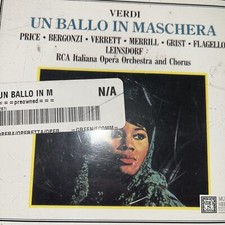 VERDI
UN BALLO IN MASCHERA
PRICE • BERGONZI • VERRETT • MERRILL • GRIST • FLAGELLO
LEINSDORF
RCA Italiana Opera Orchestra and Chorus
UN BALLO IN M
N/A
== preowned ==